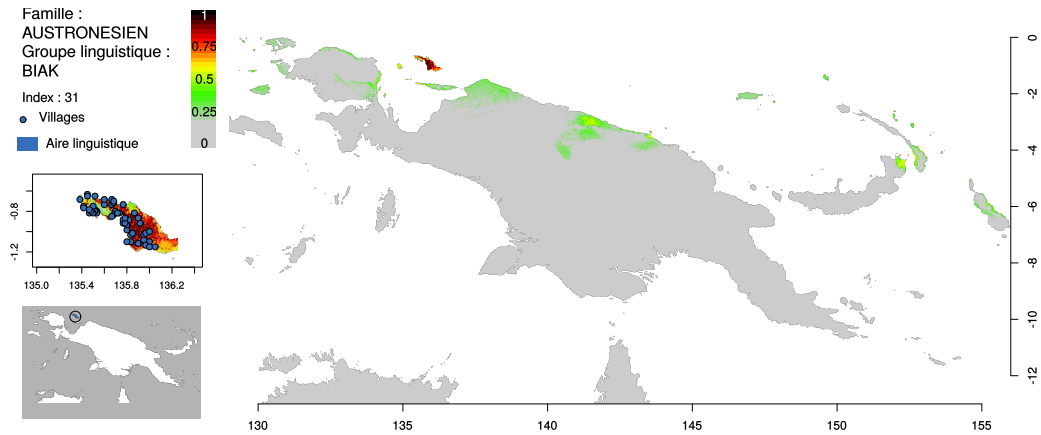 Famille :
AUSTRONESIEN
Groupe linguistique :
BIAK
Index : 31
Villages
Aire linguistique
1
0.75
0.5
0.25
0
-0.8
-1.2
135.0 135.4 135.8 136.2
0
-2
-4
-6
-8
-10
-12
130 135 140 145 150 155